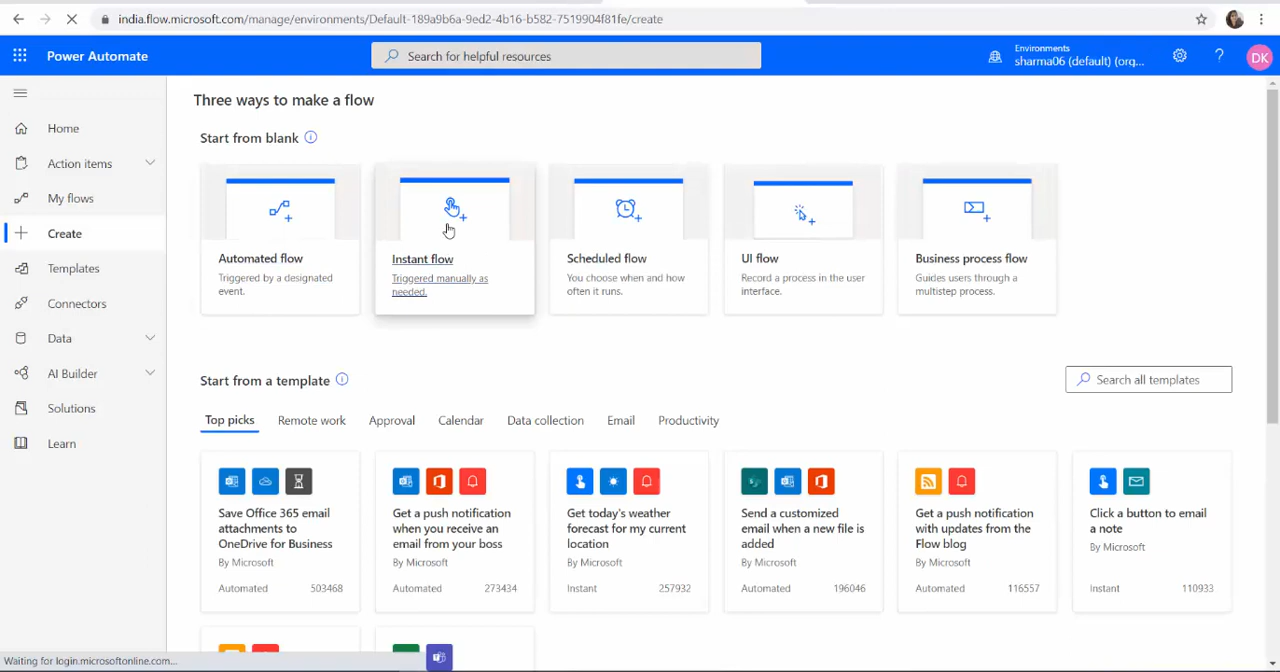 india.flow.microsoft.com/manage/environments/Default-189a9b6a-9ed2-4b16-b582-7519904f81fe/create
Power Automate
Search for helpful resources
Environments
sharma06 (default) (org...
?
DK
Home
Action items
My flows
Create
Templates
Connectors
Data
AI Builder
Solutions
Learn
Three ways to make a flow
Start from blank
Automated flow
Triggered by a designated
event.
Instant flow
Triggered manually as
needed.
Scheduled flow
You choose when and how
often it runs.
UI flow
Record a process in the user
interface.
Business process flow
Guides users through a
multistep process.
Start from a template
Search all templates
Top picks Remote work Approval Calendar Data collection Email Productivity
Save Office 365 email
attachments to
OneDrive for Business
By Microsoft
Automated 503468
Get a push notification
when you receive an
email from your boss
By Microsoft
Automated 273434
Get today's weather
forecast for my current
location
By Microsoft
Instant 257932
Send a customized
email when a new file is
added
By Microsoft
Automated 196046
Get a push notification
with updates from the
Flow blog
By Microsoft
Automated 116557
Click a button to email
a note
By Microsoft
Instant 110933
Waiting for login.microsoftonline.com...